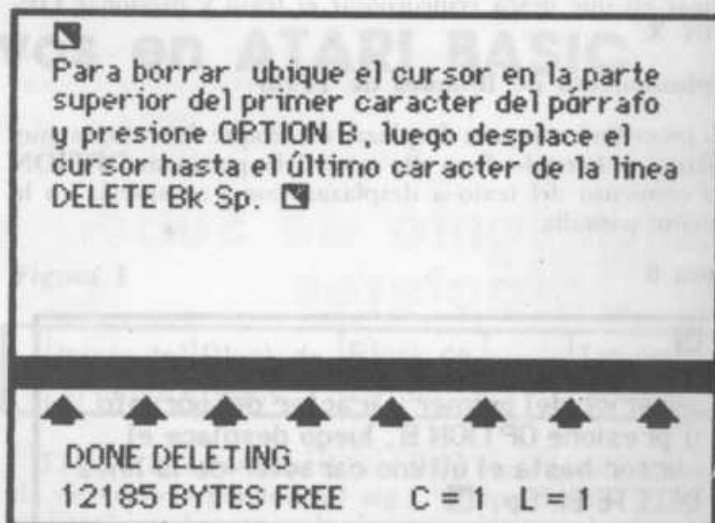 Para borrar ubique el cursor en la parte
superior del primer caracter del párrafo
y presione OPTION B, luego desplace el
cursor hasta el último caracter de la linea
DELETE Bk Sp.
DONE DELETING
12185 BYTES FREE C = 1 L = 1